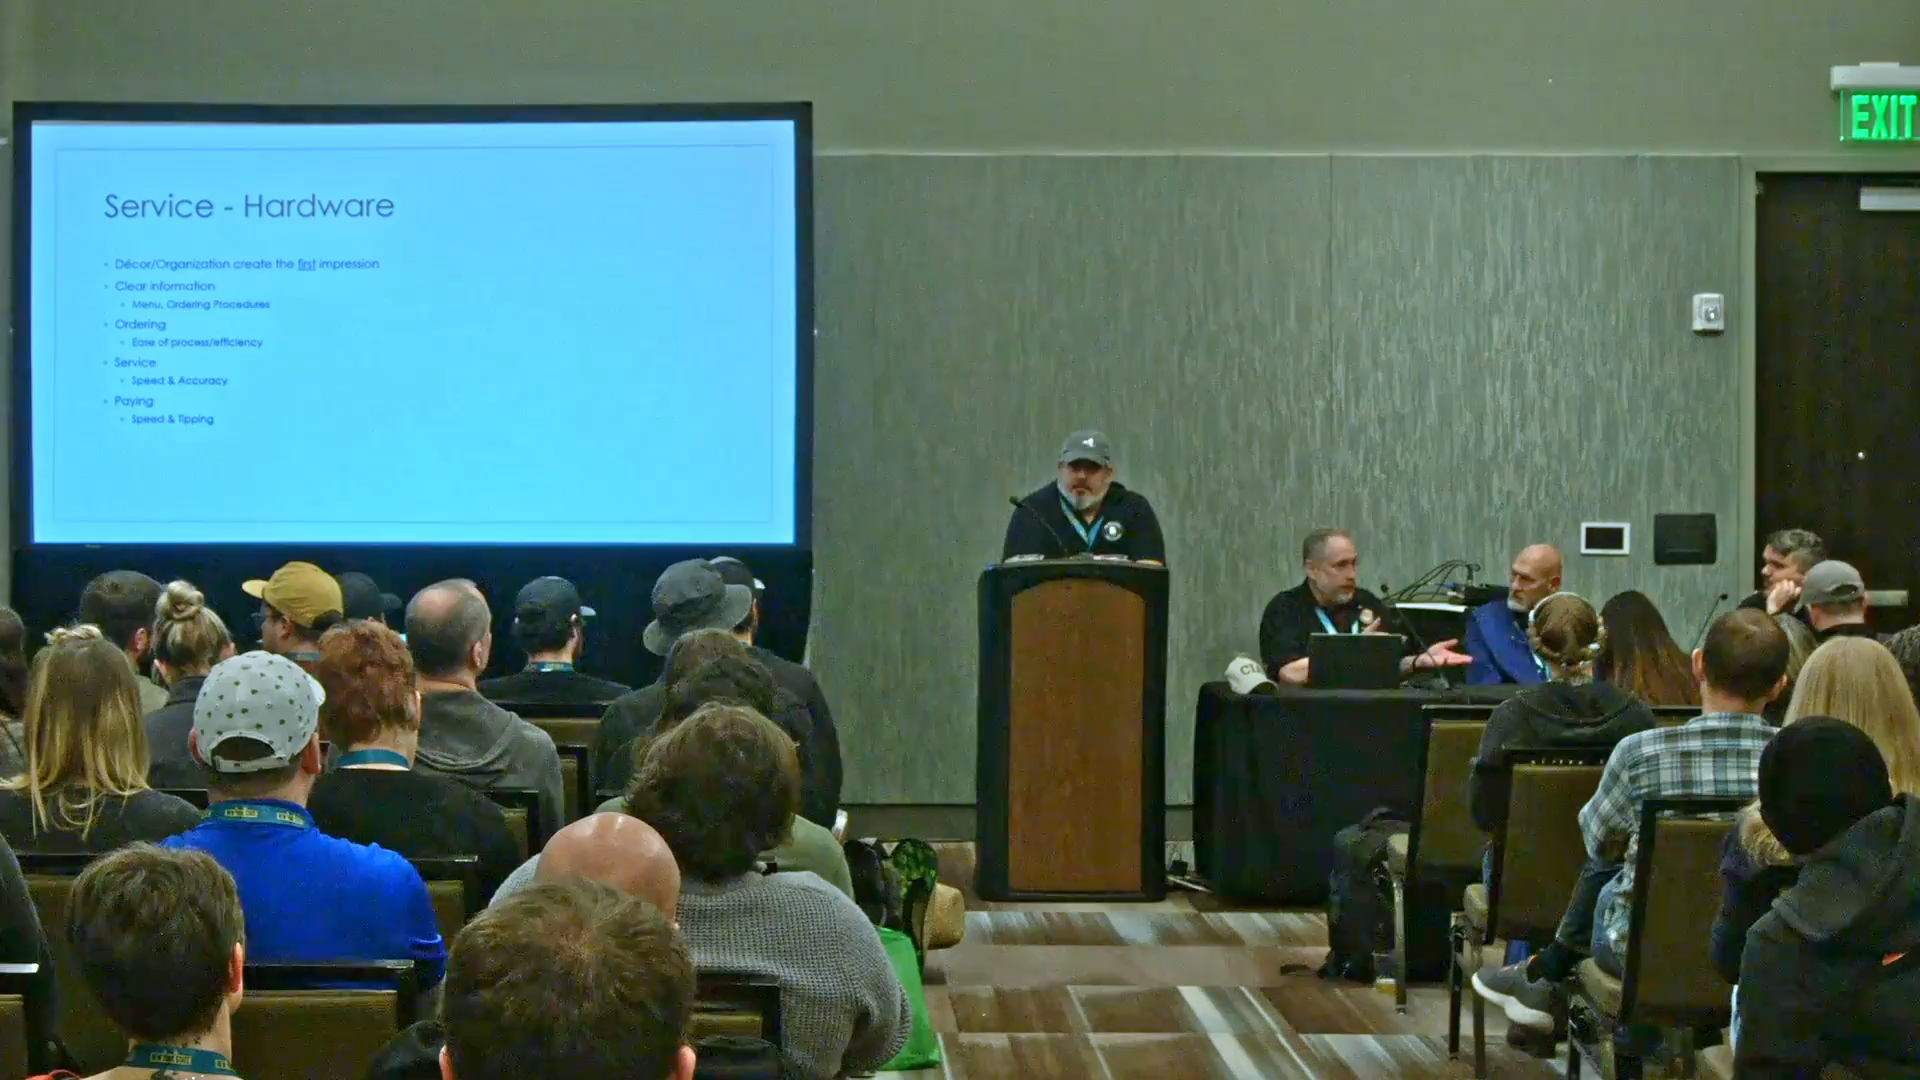 Service - Hardware
Décor/Organization create the first impression
Clear information
Menu, Ordering Procedures
Ordering
Ease of process/efficiency
Service
Speed & Accuracy
Paying
Speed & Tipping
EXIT